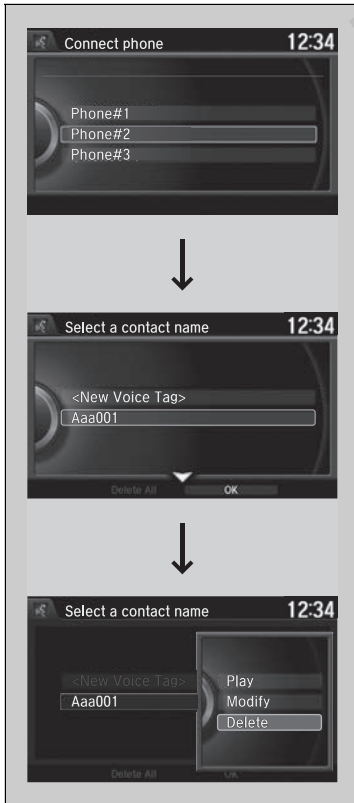 Connect phone 12:34
Phone#1
Phone#2
Phone#3
Select a contact name 12:34
<New Voice Tag>
Aaa001
Delete All OK
Select a contact name 12:34
<New Voice Tag>
Aaa001
Play
Modify
Delete
Delete All OK